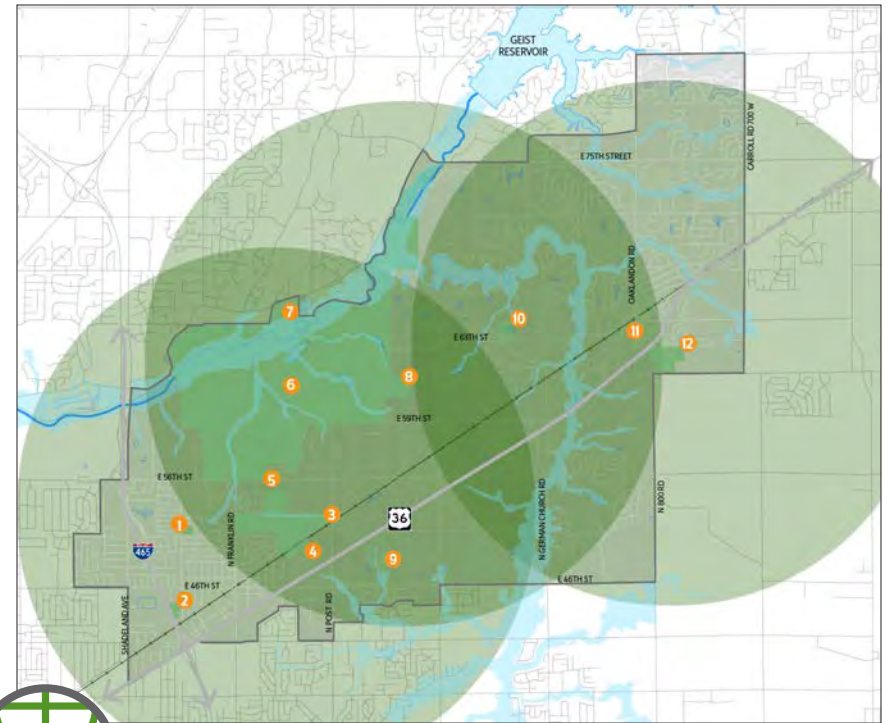 GEIST
RESERVOIR
E 75TH STREET
CARROLL RD 700 W
OAKLANDON RD
7
10
E 63TH ST
11
12
6
8
E 59TH ST
E 56TH ST
5
N FRANKLIN RD
3
36
1
465
4
9
N GERMAN CHURCH RD
N 800 RD
E 46TH ST
E 46TH ST
2
SHADELAND AVE
N POST RD